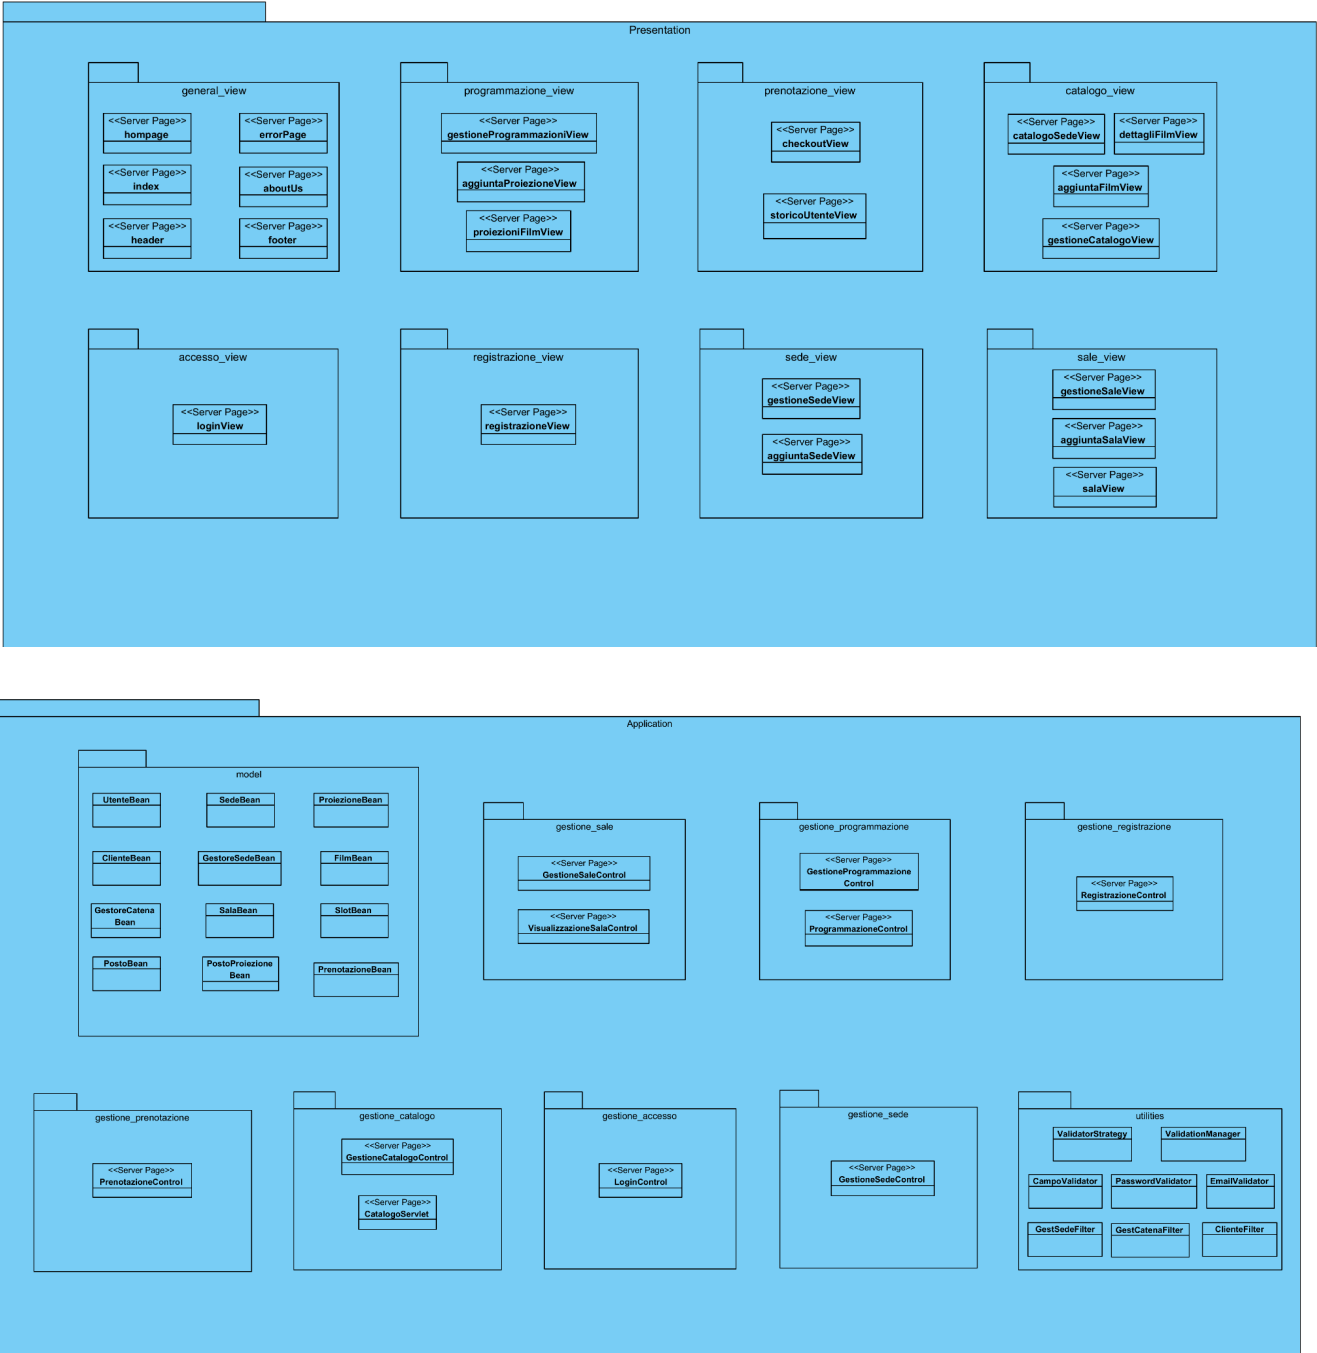 Presentation
general_view
<<Server Page>>
hompage
<<Server Page>>
errorPage
<<Server Page>>
index
<<Server Page>>
aboutUs
<<Server Page>>
header
<<Server Page>>
footer
programmazione_view
<<Server Page>>
gestioneProgrammazioniView
<<Server Page>>
aggiuntaProiezioneView
<<Server Page>>
proiezioniFilmView
prenotazione_view
<<Server Page>>
checkoutView
<<Server Page>>
storicoUtenteView
catalogo_view
<<Server Page>>
catalogoSedeView
<<Server Page>>
dettagliFilmView
<<Server Page>>
aggiuntaFilmView
<<Server Page>>
gestioneCatalogoView
accesso_view
<<Server Page>>
loginView
registrazione_view
<<Server Page>>
registrazioneView
sede_view
<<Server Page>>
gestioneSedeView
<<Server Page>>
aggiuntaSedeView
sale_view
<<Server Page>>
gestioneSaleView
<<Server Page>>
aggiuntaSalaView
<<Server Page>>
salaView
Application
model
UtenteBean
SedeBean
ProiezioneBean
ClienteBean
GestoreSedeBean
FilmBean
GestoreCatena
Bean
SalaBean
SlotBean
PostoBean
PostoProiezione
Bean
PrenotazioneBean
gestione_sale
<<Server Page>>
GestioneSaleControl
<<Server Page>>
VisualizzazioneSalaControl
gestione_programmazione
<<Server Page>>
GestioneProgrammazione
Control
<<Server Page>>
ProgrammazioneControl
gestione_registrazione
<<Server Page>>
RegistrazioneControl
gestione_prenotazione
<<Server Page>>
PrenotazioneControl
gestione_catalogo
<<Server Page>>
GestioneCatalogoControl
<<Server Page>>
CatalogoServlet
gestione_accesso
<<Server Page>>
LoginControl
gestione_sede
<<Server Page>>
GestioneSedeControl
utilities
ValidatorStrategy
ValidationManager
CampoValidator
PasswordValidator
EmailValidator
GestSedeFilter
GestCatenaFilter
ClienteFilter